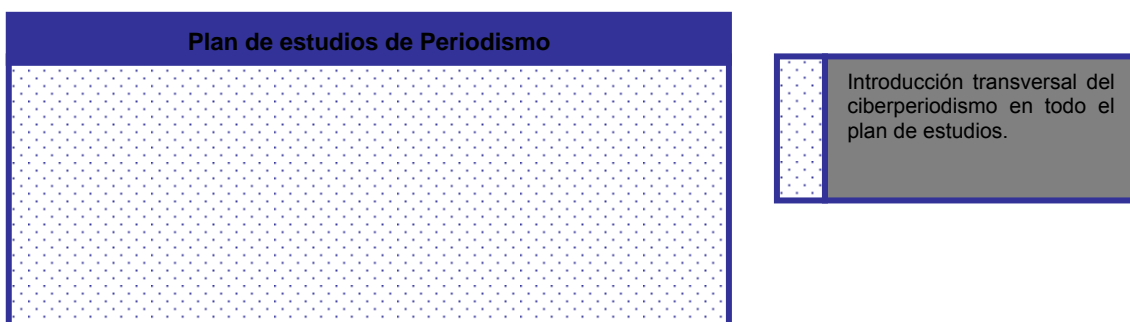 Plan de estudios de Periodismo
Introducción transversal del
ciberperiodismo en todo el
plan de estudios.